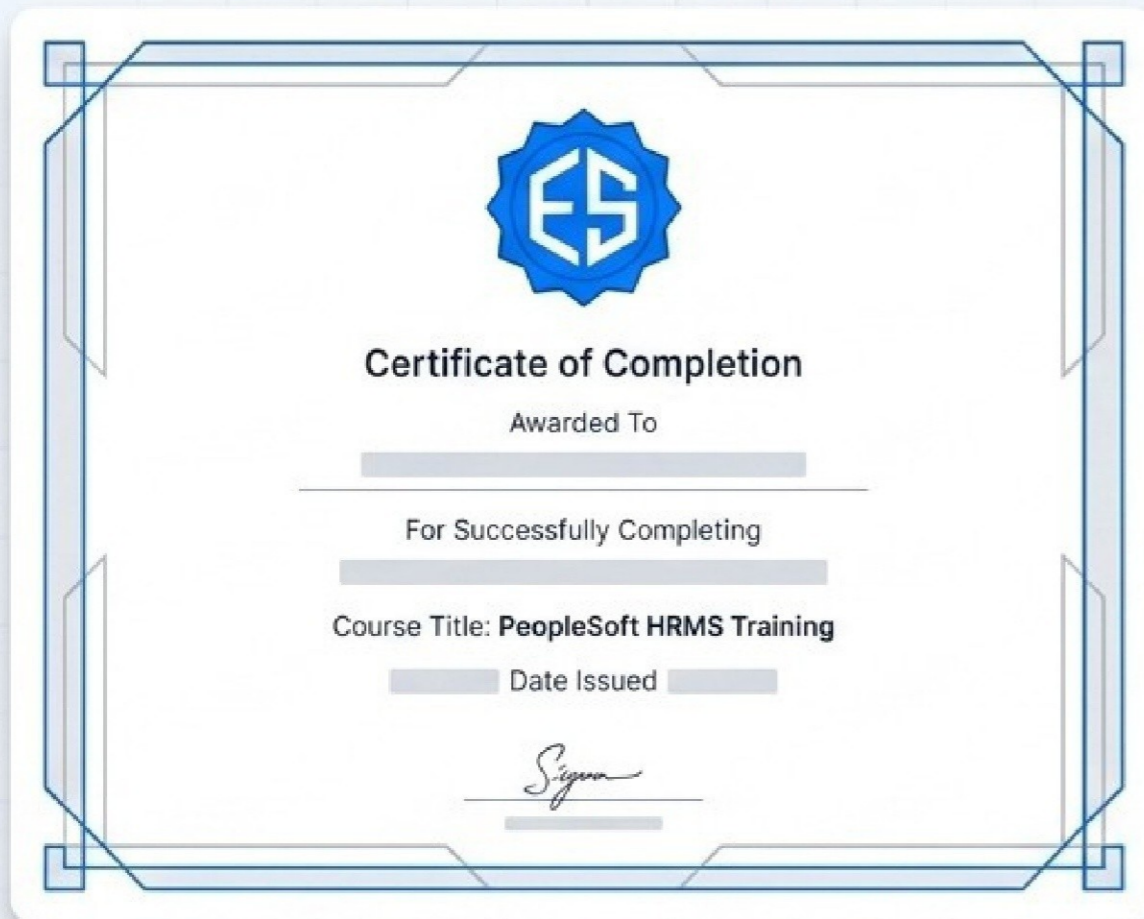 ES
Certificate of Completion
Awarded To
For Successfully Completing
Course Title: PeopleSoft HRMS Training
Date Issued